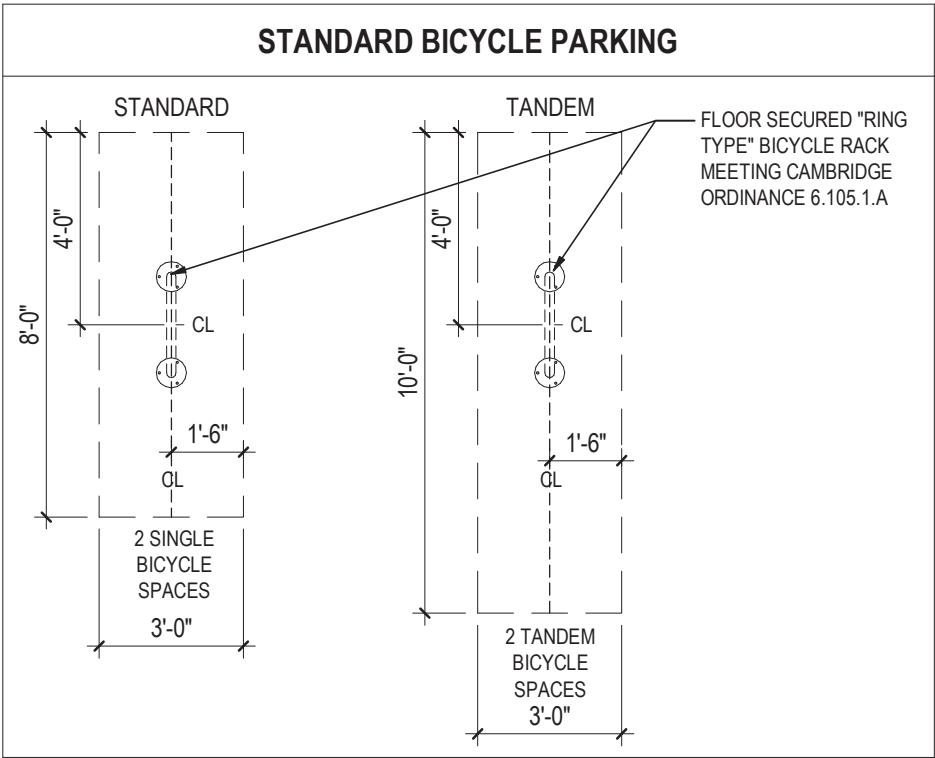 STANDARD BICYCLE PARKING
STANDARD
4'-0"
8'-0"
CL
1'-6"
CL
2 SINGLE
BICYCLE
SPACES
3'-0"
TANDEM
4'-0"
10'-0"
CL
1'-6"
CL
2 TANDEM
BICYCLE
SPACES
3'-0"
FLOOR SECURED "RING
TYPE" BICYCLE RACK
MEETING CAMBRIDGE
ORDINANCE 6.105.1.A